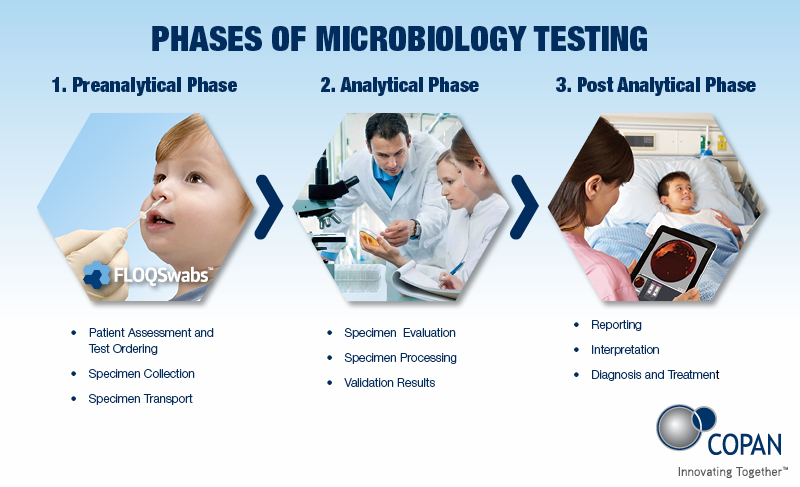 PHASES OF MICROBIOLOGY TESTING
1. Preanalytical Phase
2. Analytical Phase
3. Post Analytical Phase
FLOQSwabs™
• Patient Assessment and
Test Ordering
• Specimen Collection
• Specimen Transport
• Specimen Evaluation
• Specimen Processing
• Validation Results
• Reporting
• Interpretation
• Diagnosis and Treatment
COPAN
Innovating Together™